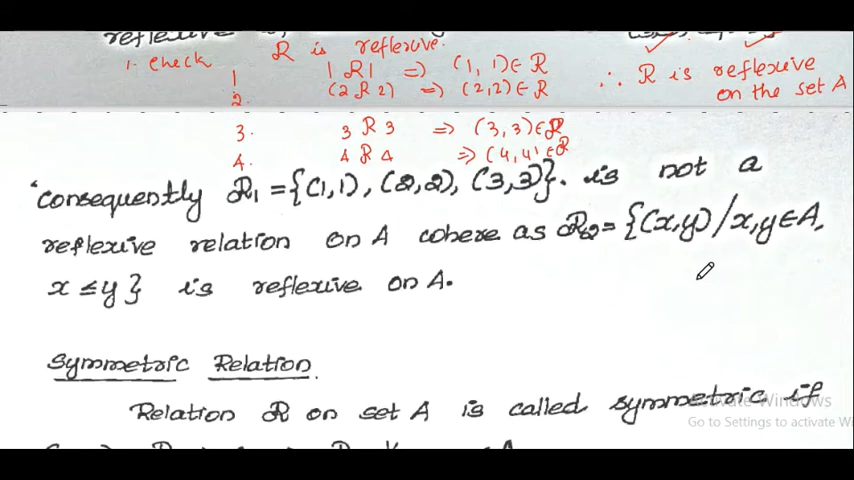 reflexive
R is reflexive.
1. check
1 1 R 1 => (1, 1) ∈ R
2. (2 R 2) => (2,2) ∈ R
∴ R is reflexive
on the set A
3. 3 R 3 => (3,3) ∈ R
4. 4 R 4 => (4,4) ∈ R
consequently R1 = {(1,1), (2,2), (3,3)}. is not a
reflexive relation on A where as R2 = {(x,y) / x,y ∈ A,
x ≤ y } is reflexive on A.
Symmetric Relation
Relation R on set A is called symmetric if
Activate Windows
Go to Settings to activate W